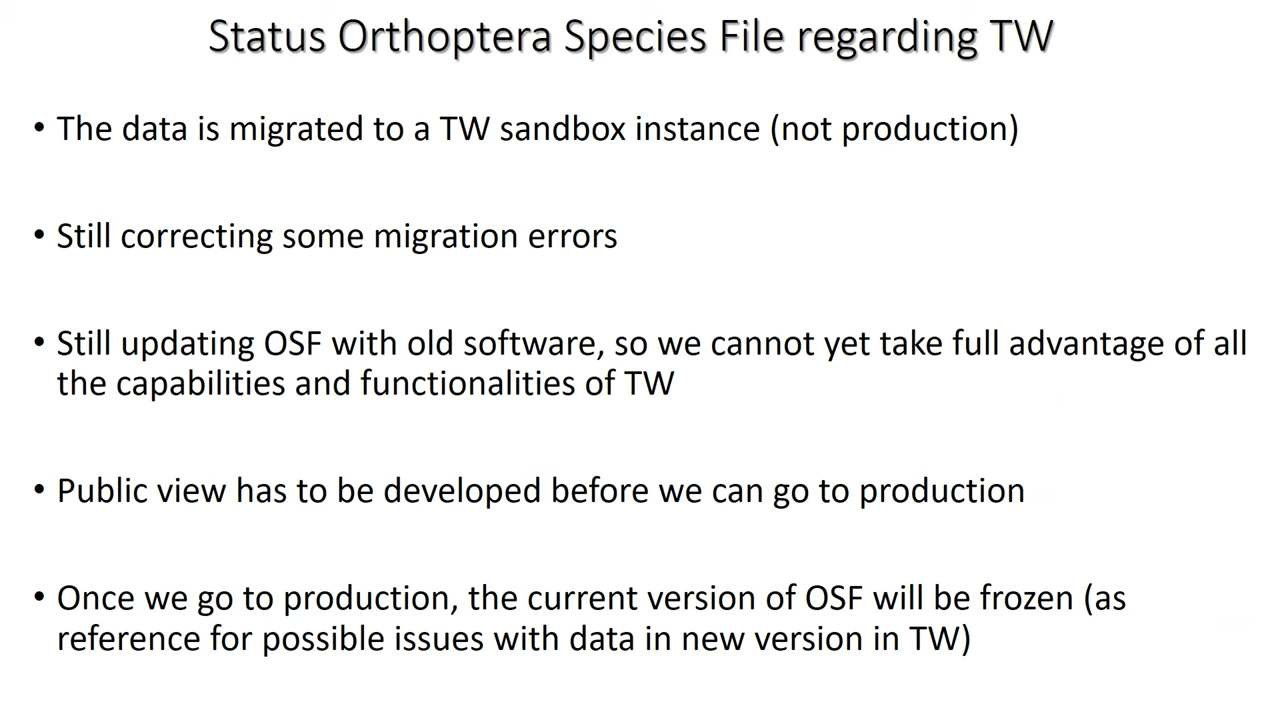 Status Orthoptera Species File regarding TW
• The data is migrated to a TW sandbox instance (not production)
• Still correcting some migration errors
• Still updating OSF with old software, so we cannot yet take full advantage of all
the capabilities and functionalities of TW
• Public view has to be developed before we can go to production
• Once we go to production, the current version of OSF will be frozen (as
reference for possible issues with data in new version in TW)